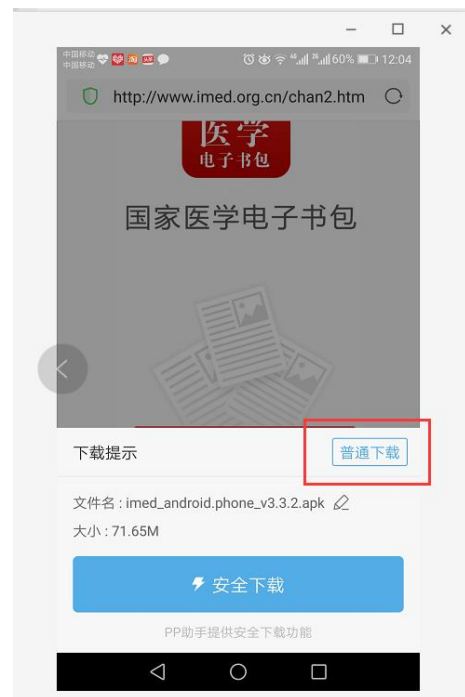 中国移动
中国移动
60% 12:04
http://www.imed.org.cn/chan2.htm
医学
电子书包
国家医学电子书包
下载提示
普通下载
文件名 : imed_android.phone_v3.3.2.apk
大小 : 71.65M
安全下载
PP助手提供安全下载功能